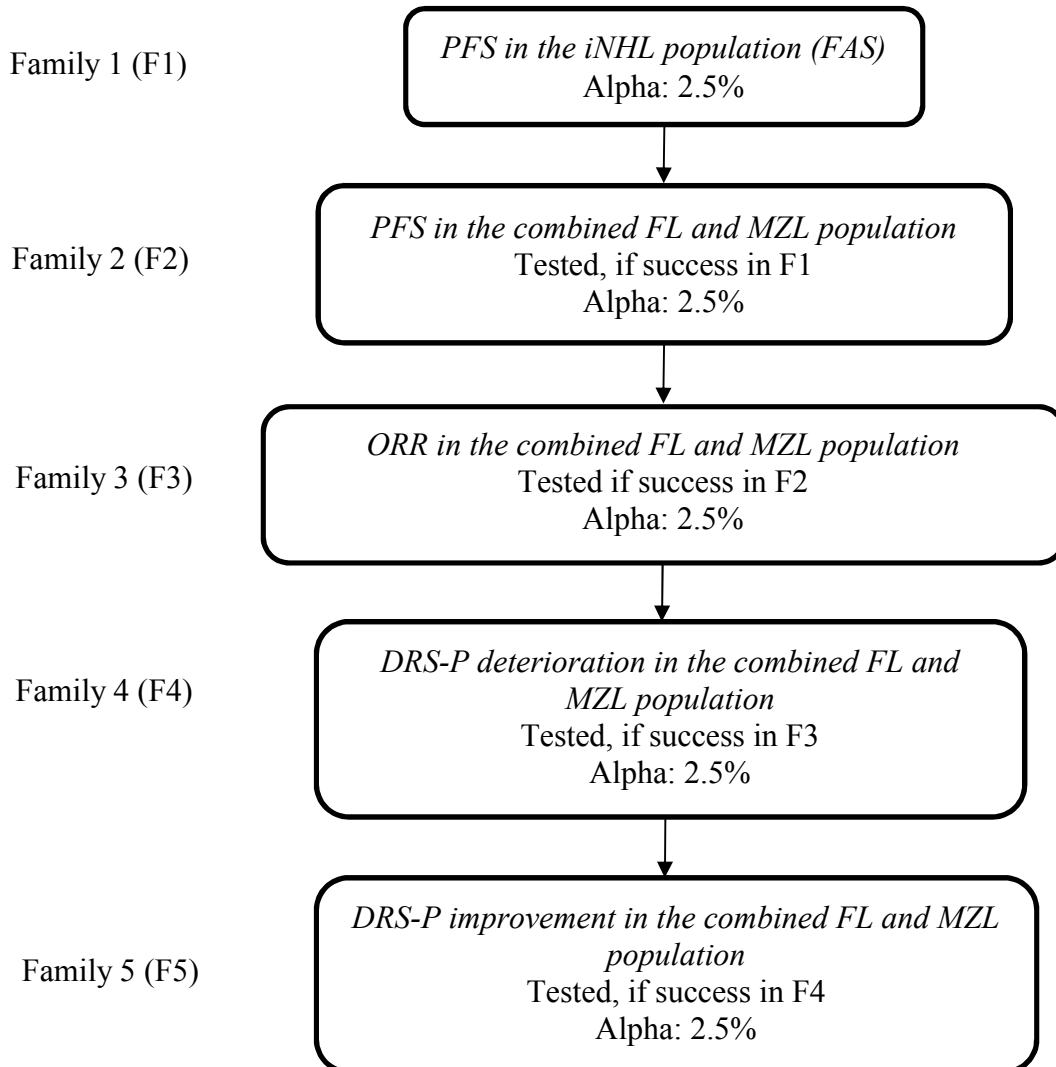 Family 1 (F1)
PFS in the iNHL population (FAS)
Alpha: 2.5%
Family 2 (F2)
PFS in the combined FL and MZL population
Tested, if success in F1
Alpha: 2.5%
Family 3 (F3)
ORR in the combined FL and MZL population
Tested if success in F2
Alpha: 2.5%
Family 4 (F4)
DRS-P deterioration in the combined FL and
MZL population
Tested, if success in F3
Alpha: 2.5%
Family 5 (F5)
DRS-P improvement in the combined FL and MZL
population
Tested, if success in F4
Alpha: 2.5%